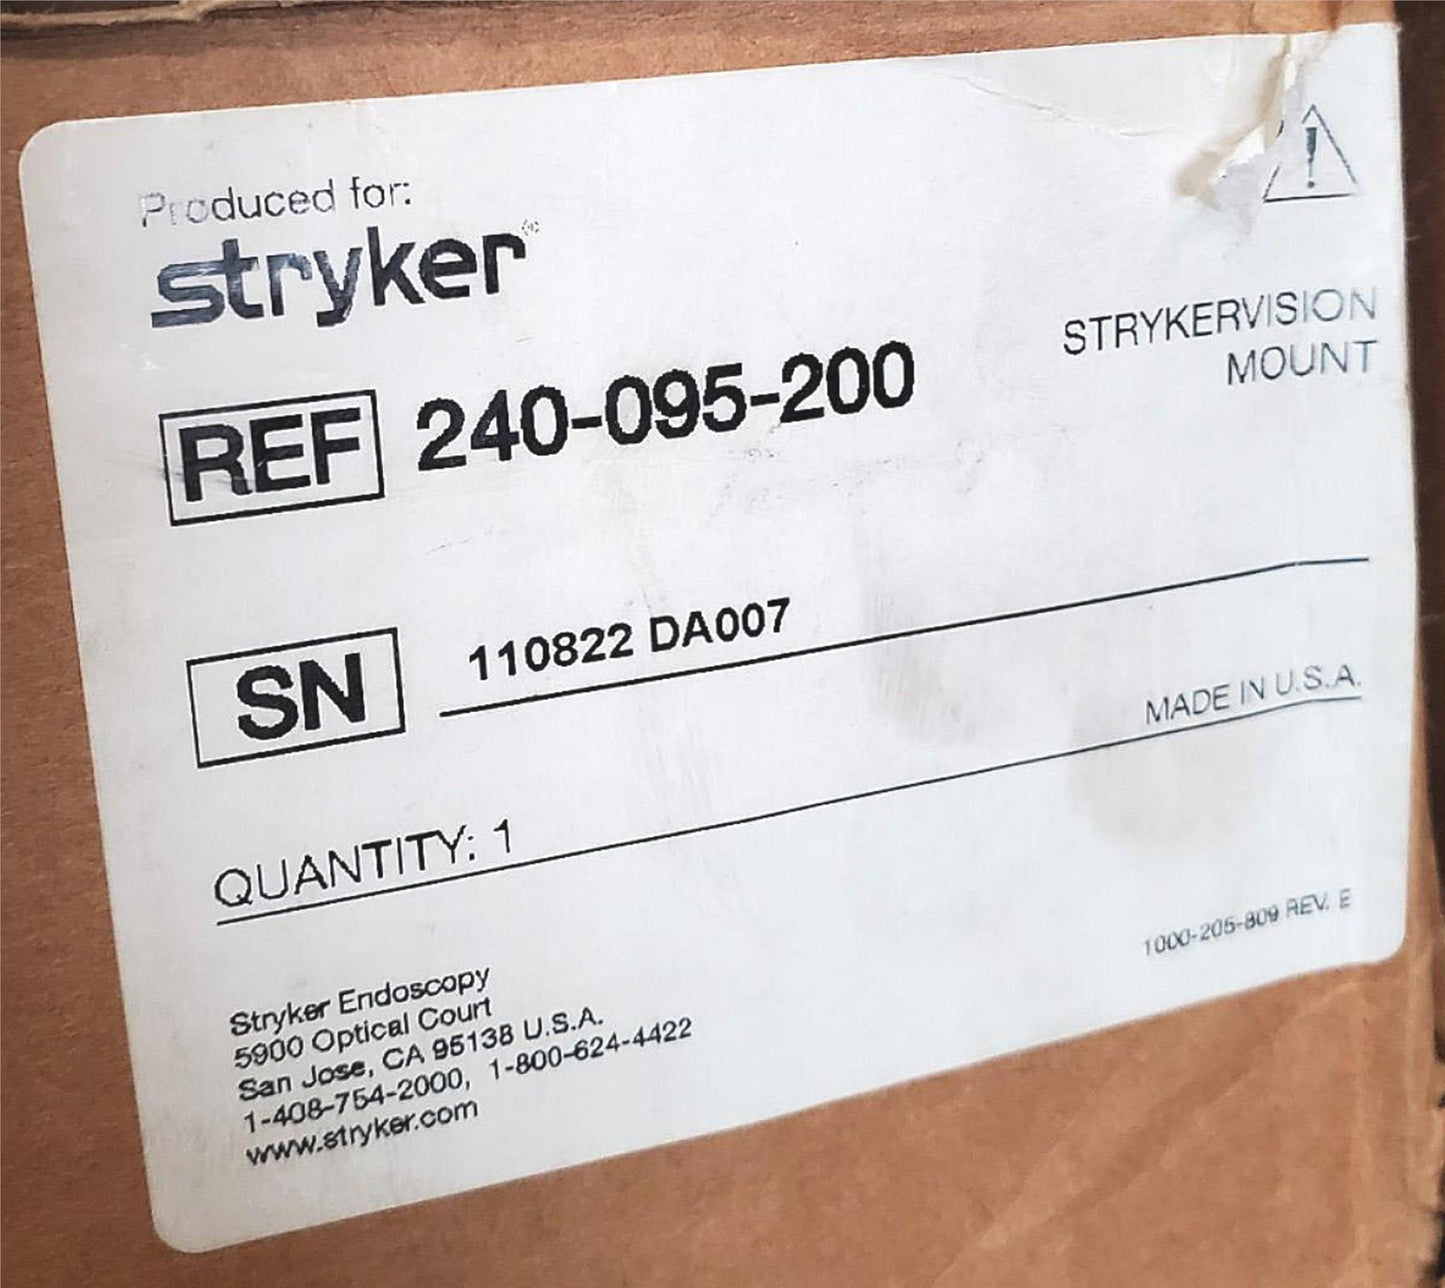 Produced for:
stryker®
STRYKERVISION
MOUNT
REF 240-095-200
SN 110822 DA007
MADE IN U.S.A.
QUANTITY: 1
1000-205-809 REV. E
Stryker Endoscopy
5900 Optical Court
San Jose, CA 95138 U.S.A.
1-408-754-2000, 1-800-624-4422
www.stryker.com